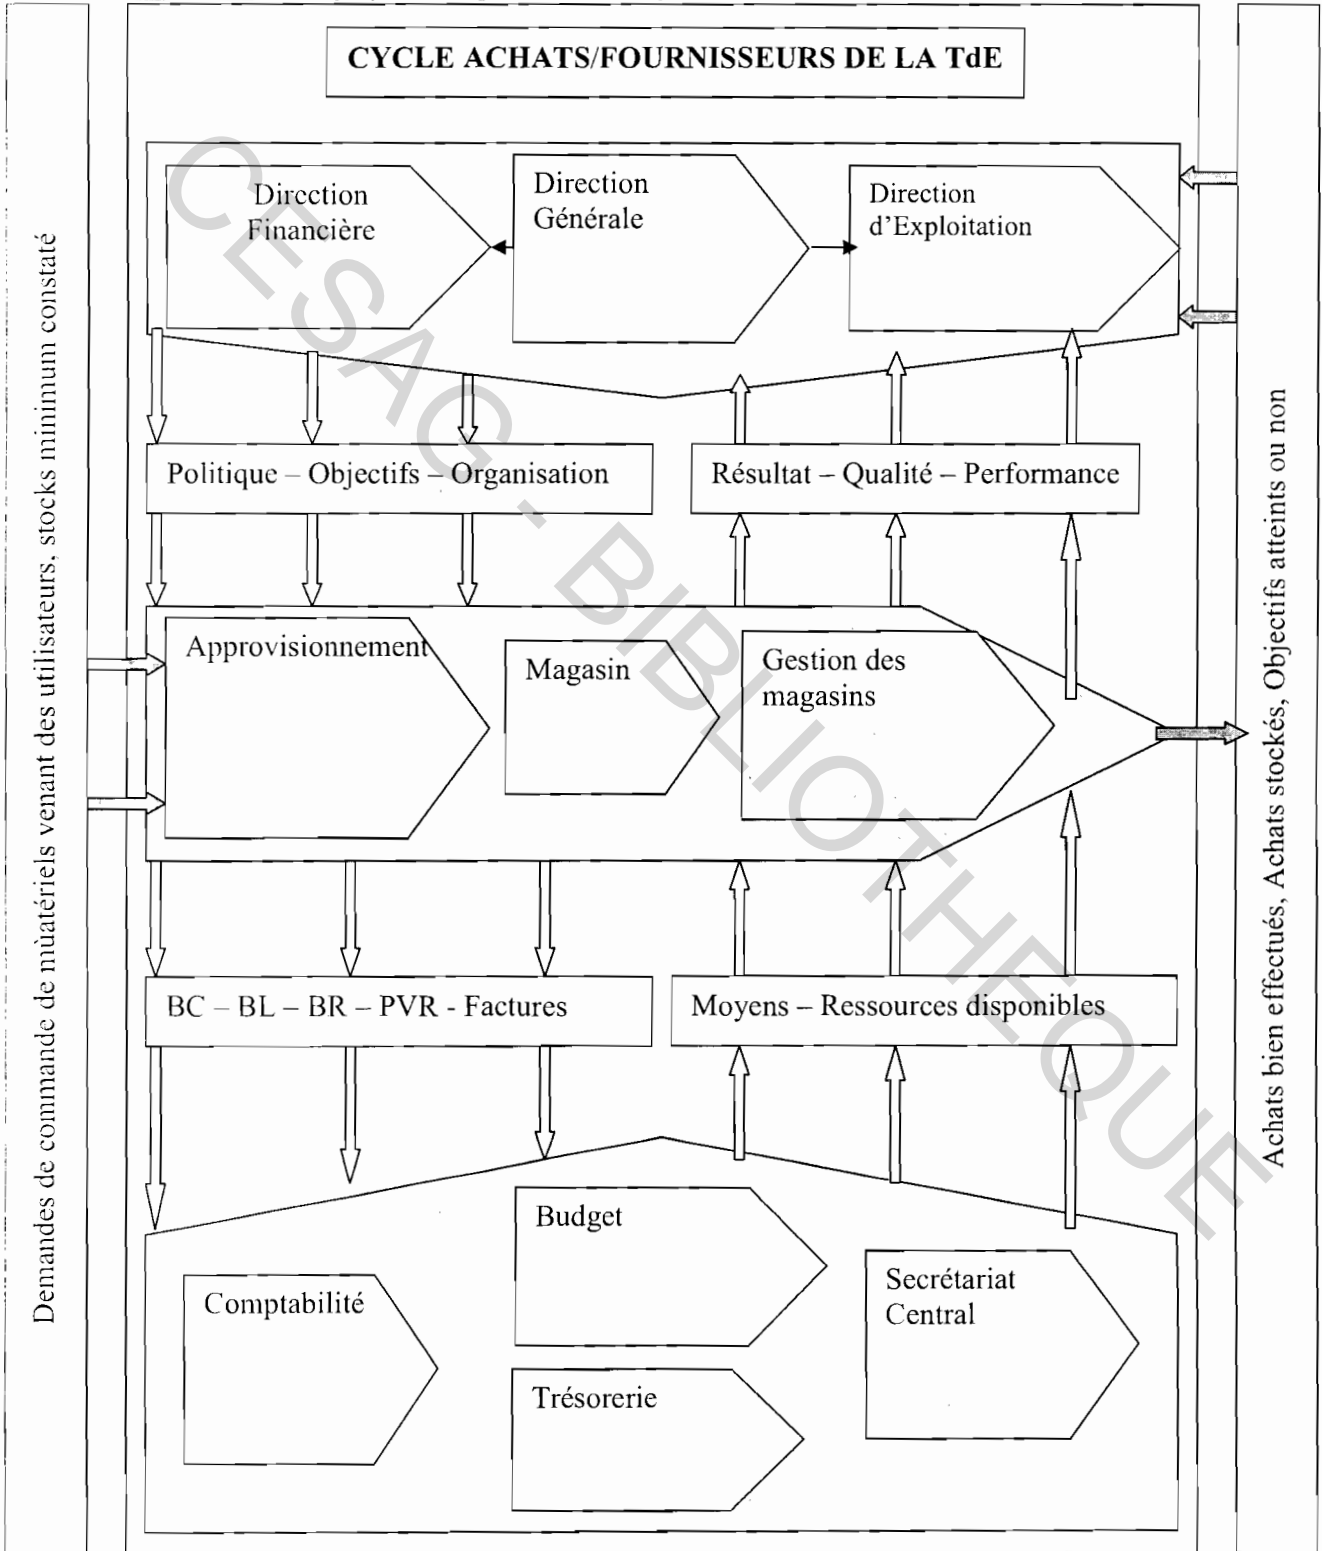 CYCLE ACHATS/FOURNISSEURS DE LA TdE
Demandes de commande de mùatériels venant des utilisateurs, stocks minimum constaté
Direction
Financière
Direction
Générale
Direction
d'Exploitation
Politique – Objectifs – Organisation
Résultat – Qualité – Performance
Approvisionnement
Magasin
Gestion des
magasins
BC – BL – BR – PVR - Factures
Moyens – Ressources disponibles
Comptabilité
Budget
Trésorerie
Secrétariat
Central
Achats bien effectués, Achats stockés, Objectifs atteints ou non
CESAG - BIBLIOTHEQUE